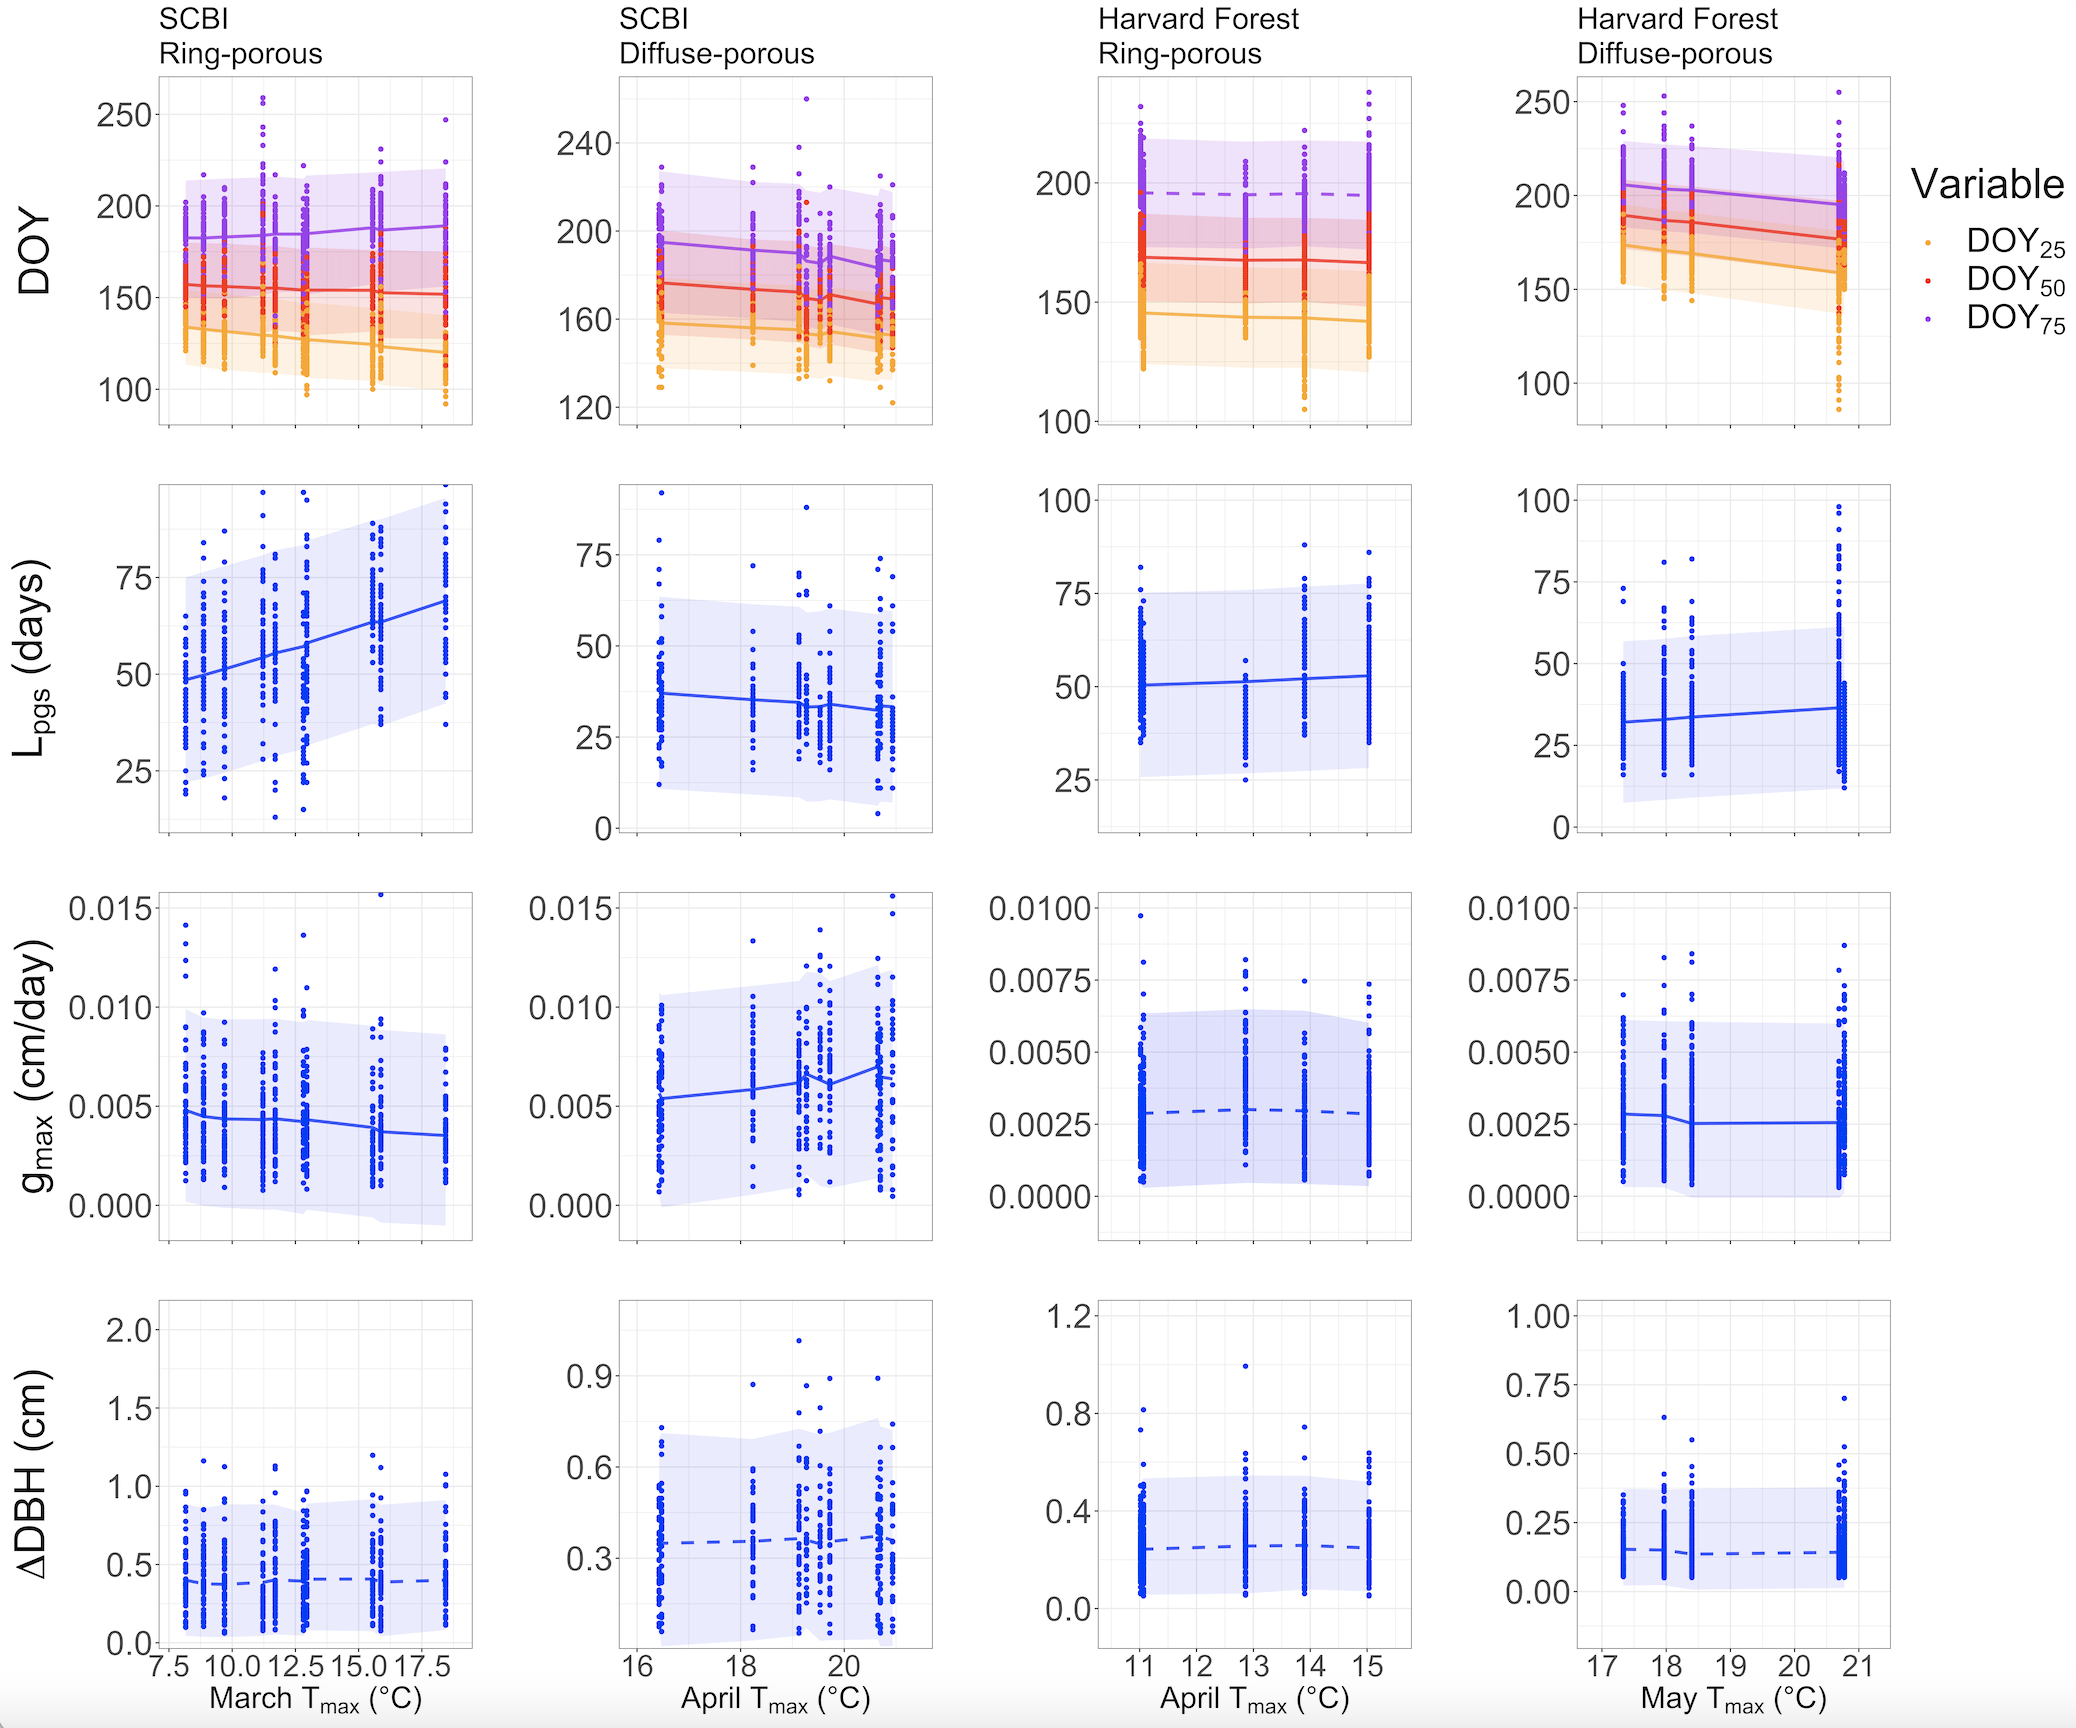 SCBI
Ring-porous
SCBI
Diffuse-porous
Harvard Forest
Ring-porous
Harvard Forest
Diffuse-porous
DOY
250
200
150
100
240
200
160
120
200
150
100
250
200
150
100
Variable
DOY25
DOY50
DOY75
Lpgs (days)
75
50
25
75
50
25
0
100
75
50
25
100
75
50
25
0
gmax (cm/day)
0.015
0.010
0.005
0.000
0.015
0.010
0.005
0.000
0.0100
0.0075
0.0050
0.0025
0.0000
0.0100
0.0075
0.0050
0.0025
0.0000
ΔDBH (cm)
2.0
1.5
1.0
0.5
0.0
0.9
0.6
0.3
1.2
0.8
0.4
0.0
1.00
0.75
0.50
0.25
0.00
7.5 10.0 12.5 15.0 17.5
March Tmax (°C)
16 18 20
April Tmax (°C)
11 12 13 14 15
April Tmax (°C)
17 18 19 20 21
May Tmax (°C)